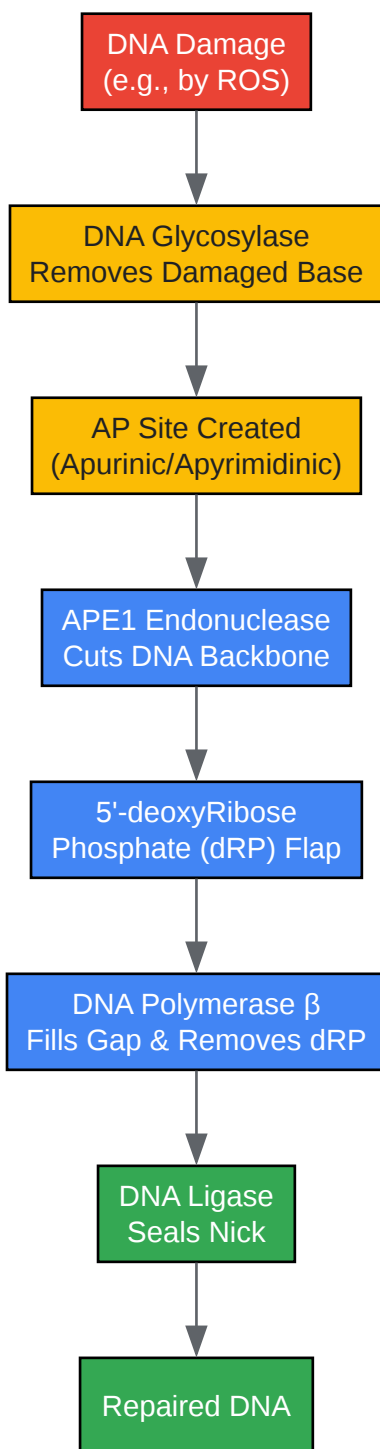 DNA Damage
(e.g., by ROS)
DNA Glycosylase
Removes Damaged Base
AP Site Created
(Apurinic/Apyrimidinic)
APE1 Endonuclease
Cuts DNA Backbone
5'-deoxyRibose
Phosphate (dRP) Flap
DNA Polymerase β
Fills Gap & Removes dRP
DNA Ligase
Seals Nick
Repaired DNA